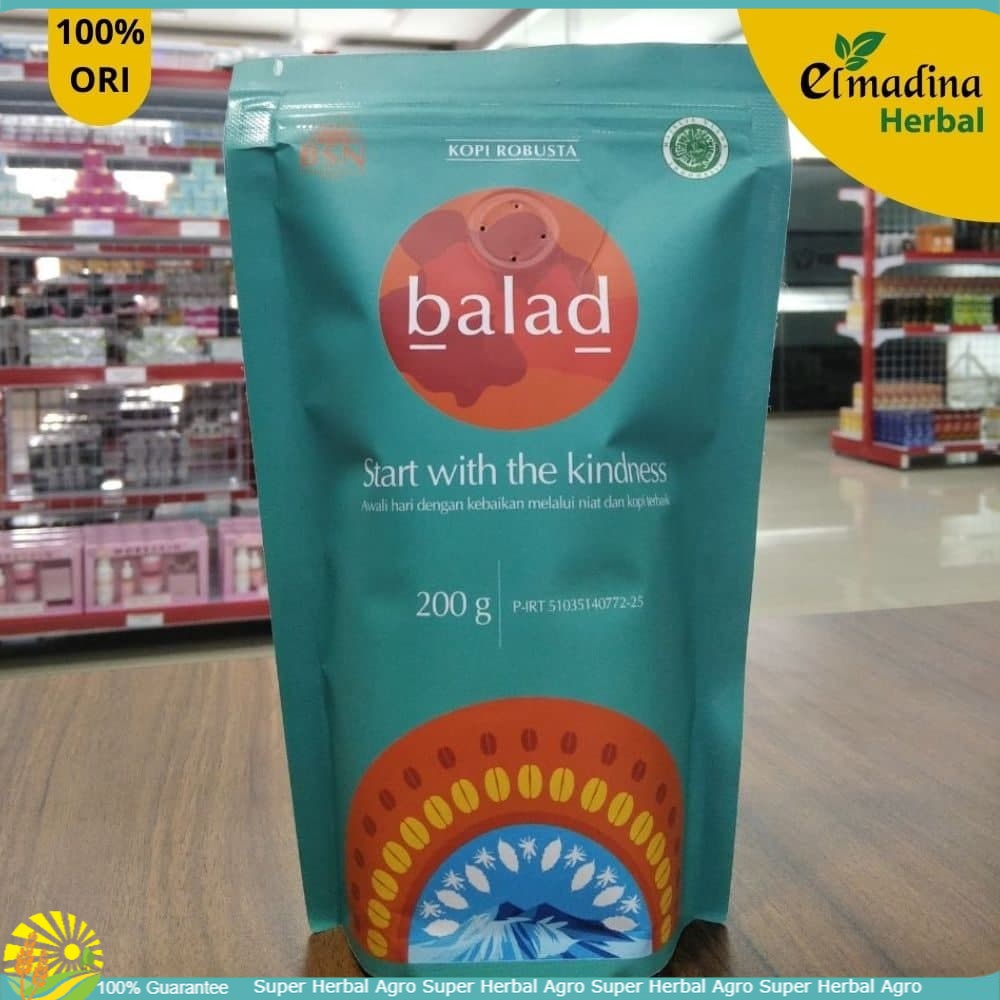 100%
ORI
elmadina
Herbal
BSN
KOPI ROBUSTA
balad
Start with the kindness
Awali hari dengan kebaikan melalui niat dan kopi terbaik
200 g
P-IRT 51035140772-25
100% Guarantee Super Herbal Agro Super Herbal Agro Super Herbal Agro Super Herbal Agro